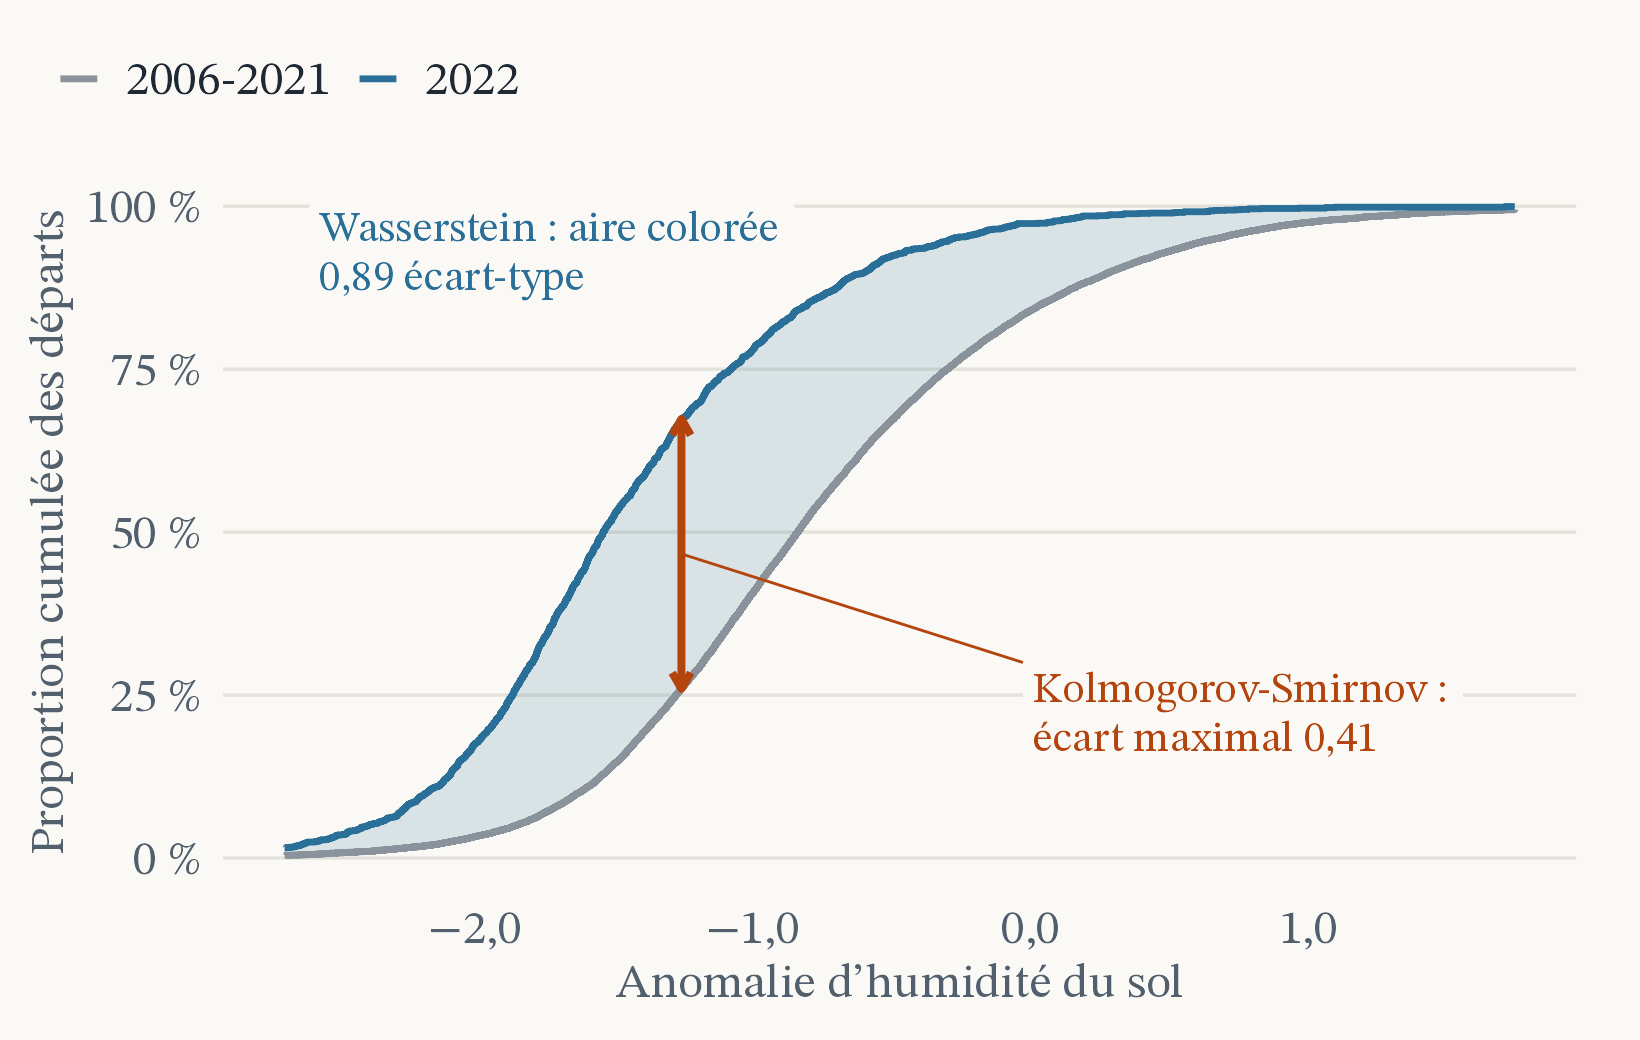 2006-2021 2022
Wasserstein : aire colorée
0,89 écart-type
Kolmogorov-Smirnov :
écart maximal 0,41
Proportion cumulée des départs
100 %
75 %
50 %
25 %
0 %
−2,0 −1,0 0,0 1,0
Anomalie d’humidité du sol